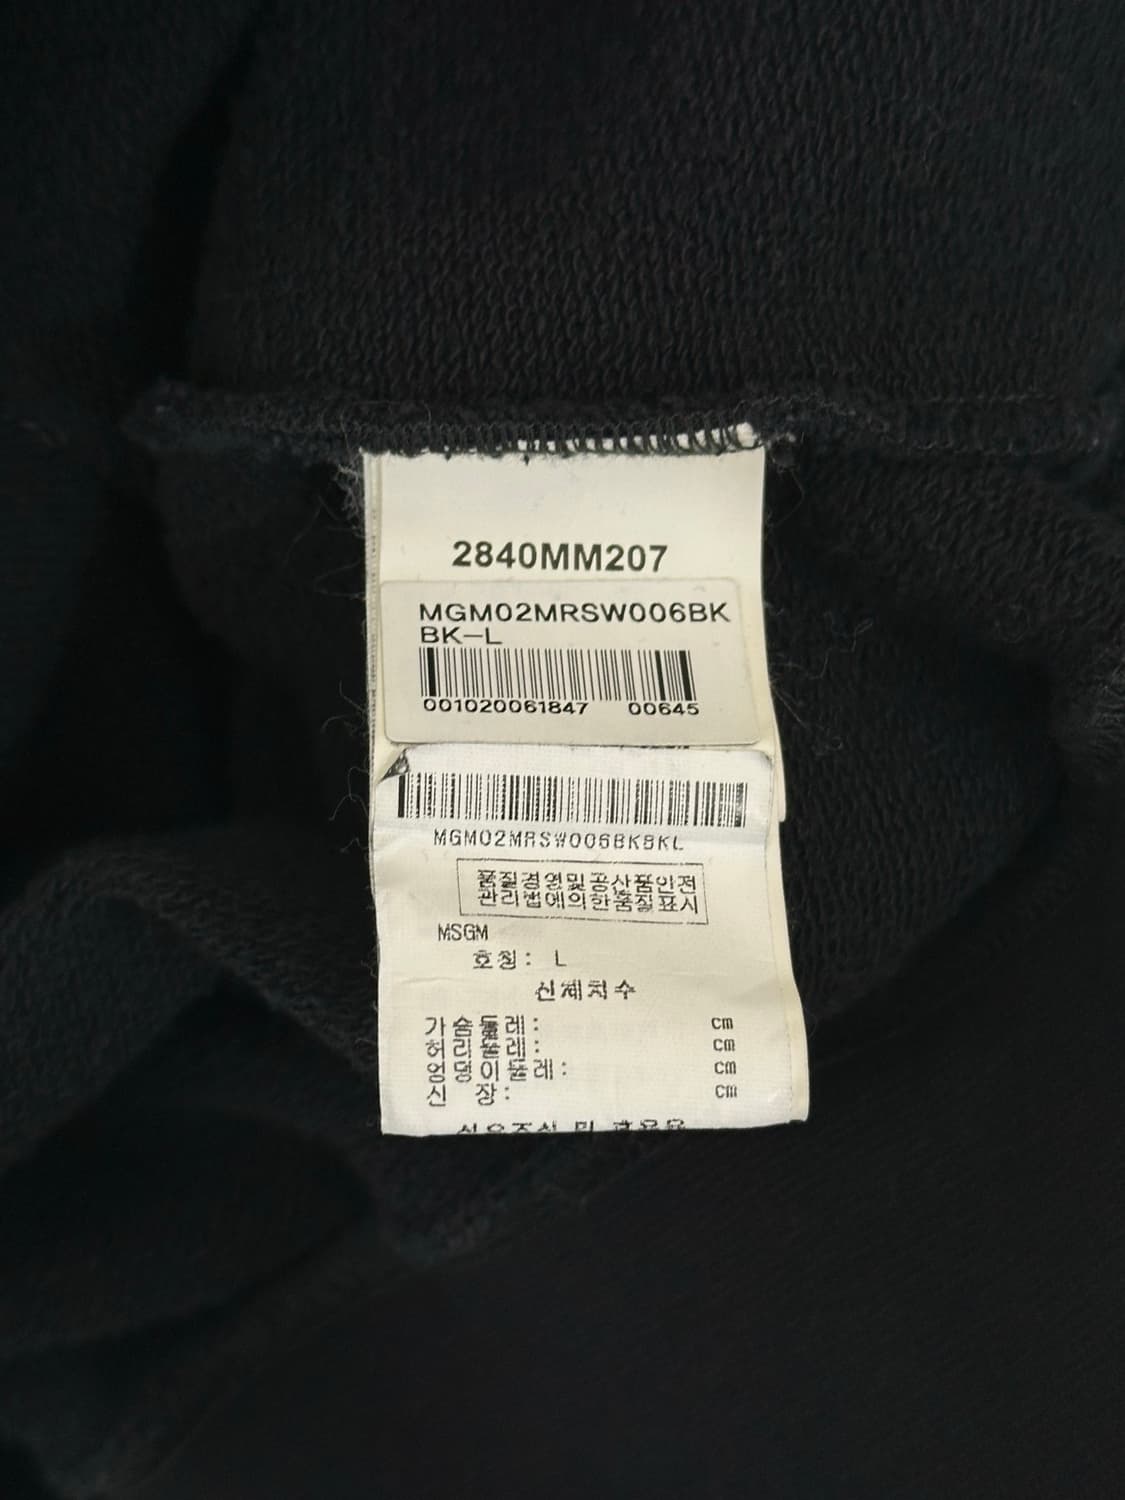 2840MM207
MGM02MRSW006BK
BK-L
001020061847 00645
MGM02MRSW006BKBKL
품질경영및공산품안전
관리법에의한품질표시
MSGM
호칭: L
신체치수
가슴둘레: cm
허리둘레: cm
엉덩이둘레: cm
신 장: cm